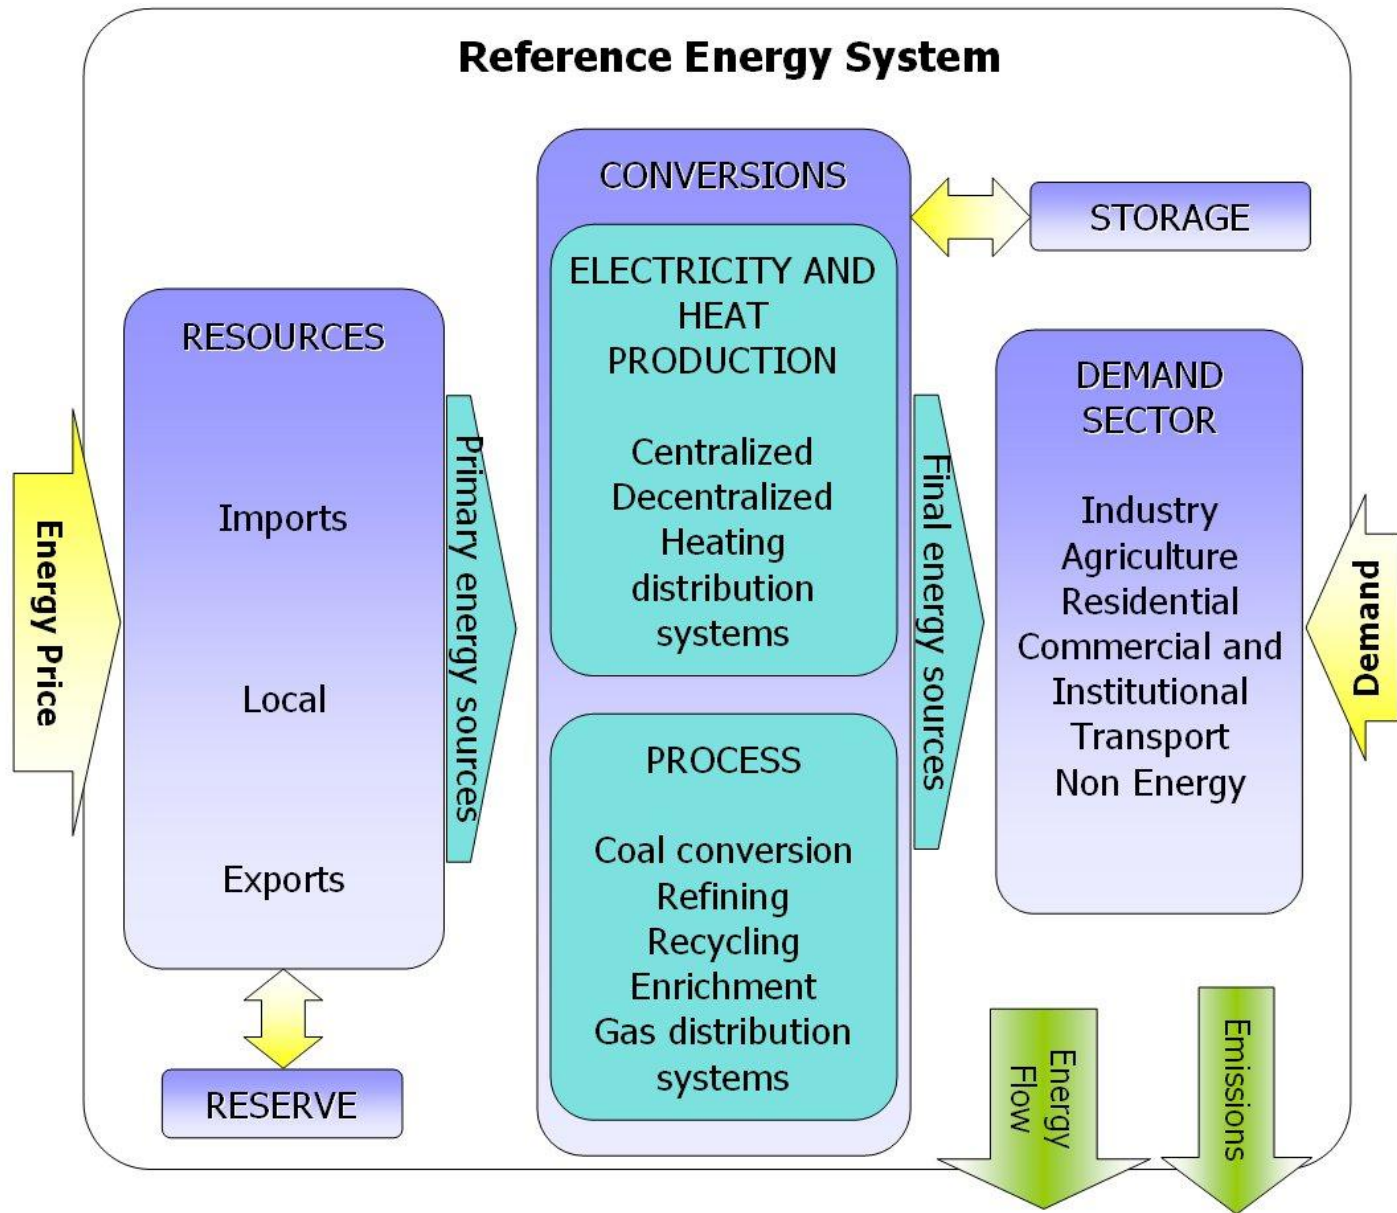 Reference Energy System
Energy Price
RESOURCES
Imports
Local
Exports
RESERVE
Primary energy sources
CONVERSIONS
ELECTRICITY AND
HEAT
PRODUCTION
Centralized
Decentralized
Heating
distribution
systems
PROCESS
Coal conversion
Refining
Recycling
Enrichment
Gas distribution
systems
STORAGE
Final energy sources
DEMAND
SECTOR
Industry
Agriculture
Residential
Commercial and
Institutional
Transport
Non Energy
Demand
Energy
Flow
Emissions